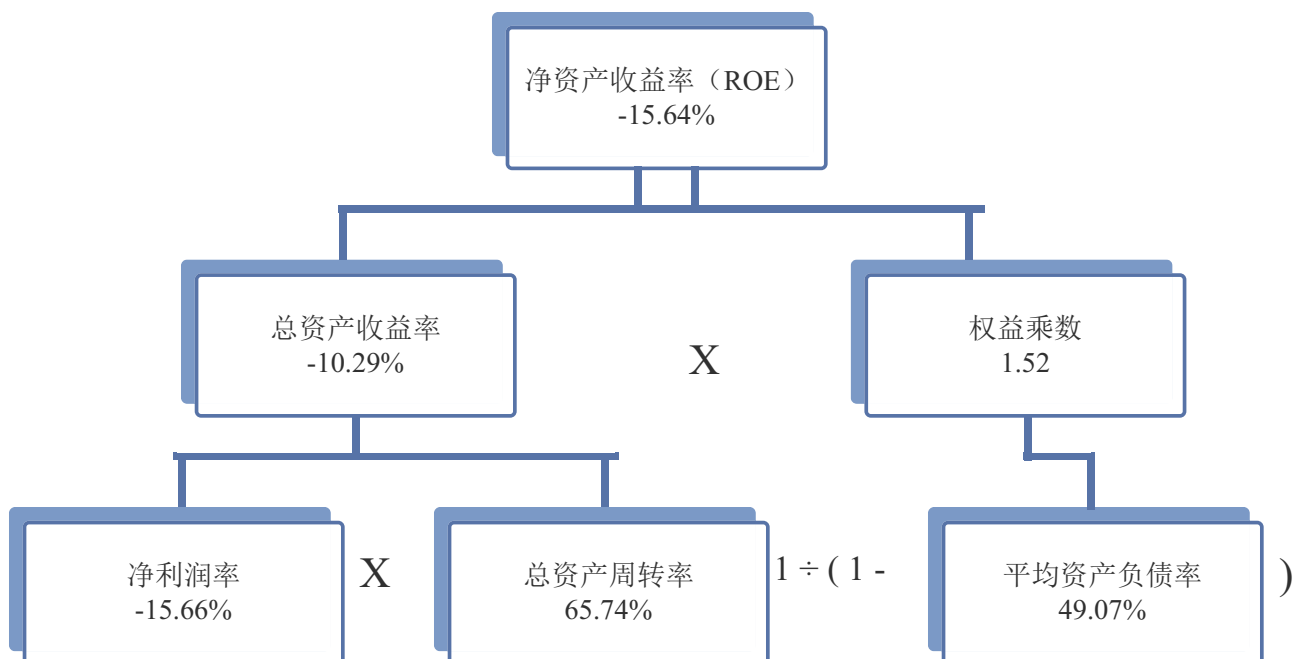 净资产收益率（ROE）
-15.64%
总资产收益率
-10.29%
X
权益乘数
1.52
净利润率
-15.66%
X
总资产周转率
65.74%
1 ÷ ( 1 -
平均资产负债率
49.07%
)